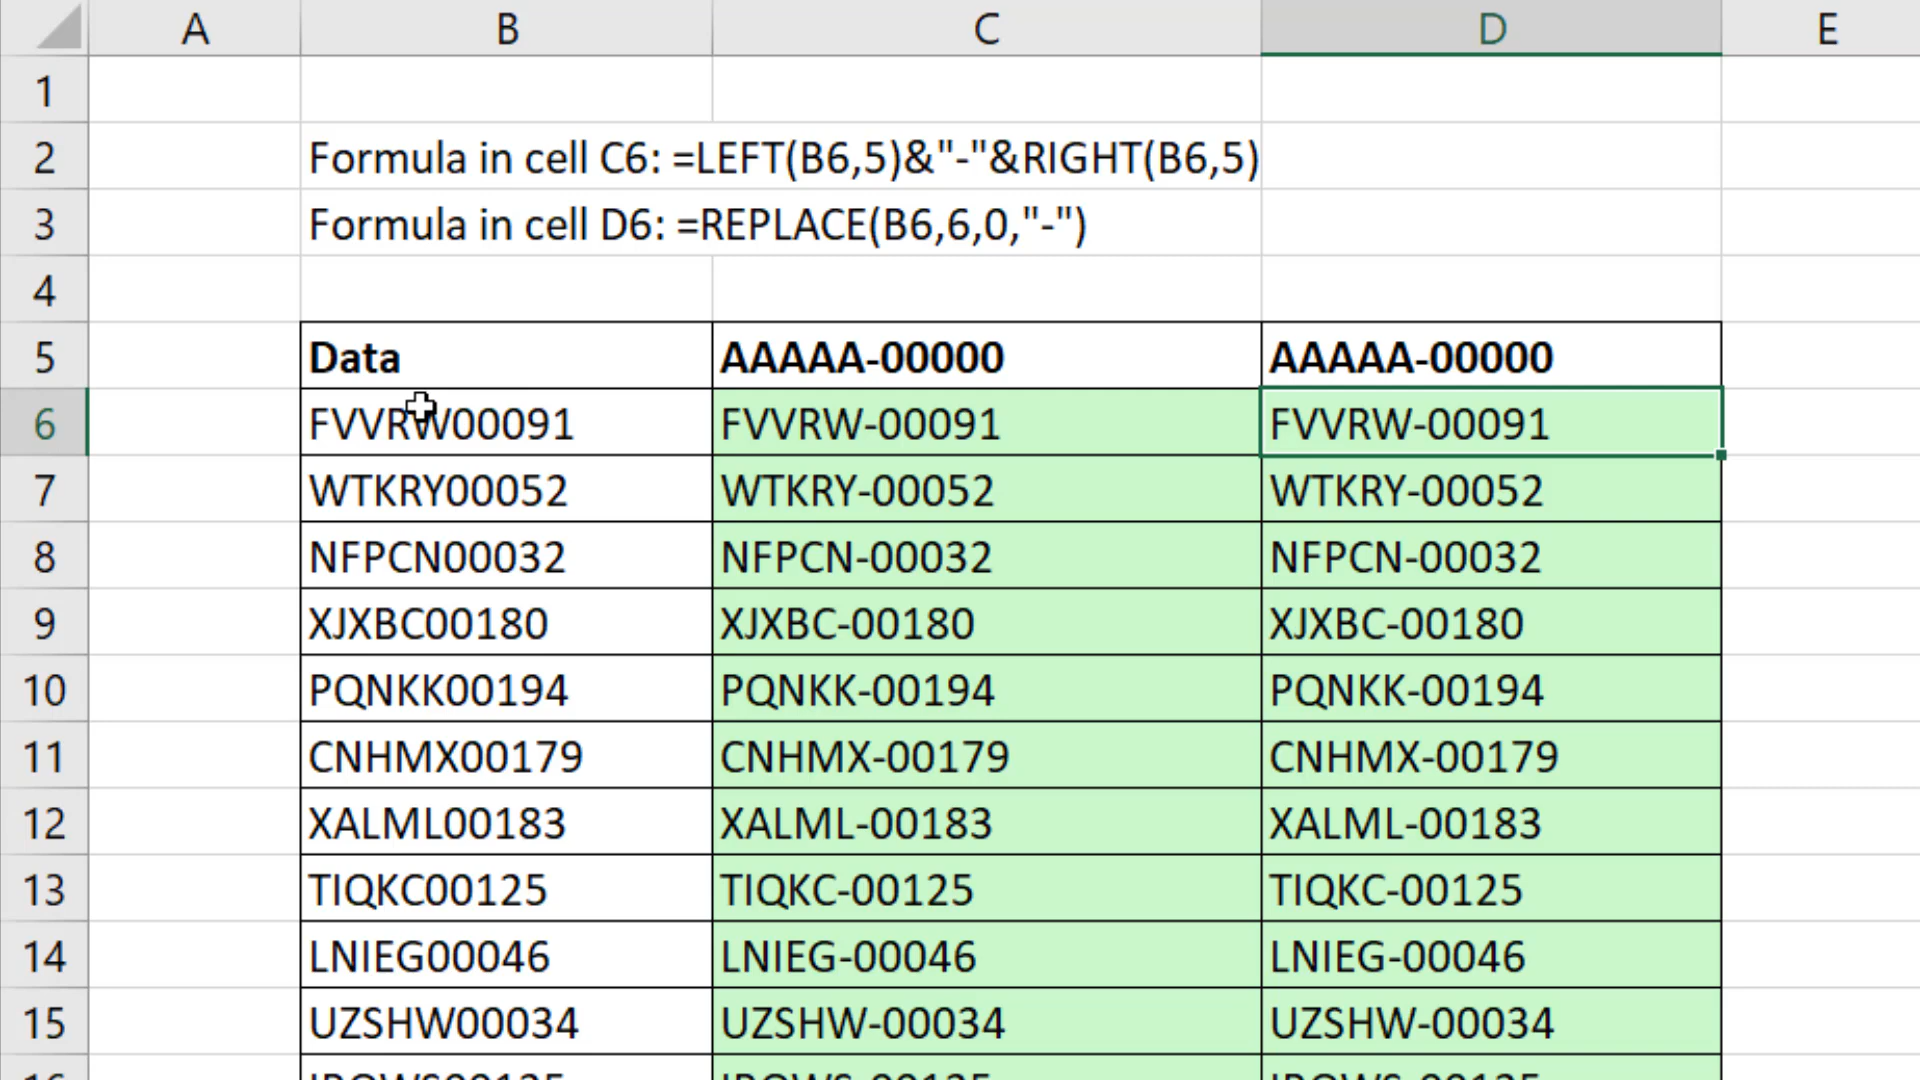 A B C D E
1
2 Formula in cell C6: =LEFT(B6,5)&"-"&RIGHT(B6,5)
3 Formula in cell D6: =REPLACE(B6,6,0,"-")
4
5 Data AAAAA-00000 AAAAA-00000
6 FVVRW00091 FVVRW-00091 FVVRW-00091
7 WTKRY00052 WTKRY-00052 WTKRY-00052
8 NFPCN00032 NFPCN-00032 NFPCN-00032
9 XJXBC00180 XJXBC-00180 XJXBC-00180
10 PQNKK00194 PQNKK-00194 PQNKK-00194
11 CNHMX00179 CNHMX-00179 CNHMX-00179
12 XALML00183 XALML-00183 XALML-00183
13 TIQKC00125 TIQKC-00125 TIQKC-00125
14 LNIEG00046 LNIEG-00046 LNIEG-00046
15 UZSHW00034 UZSHW-00034 UZSHW-00034